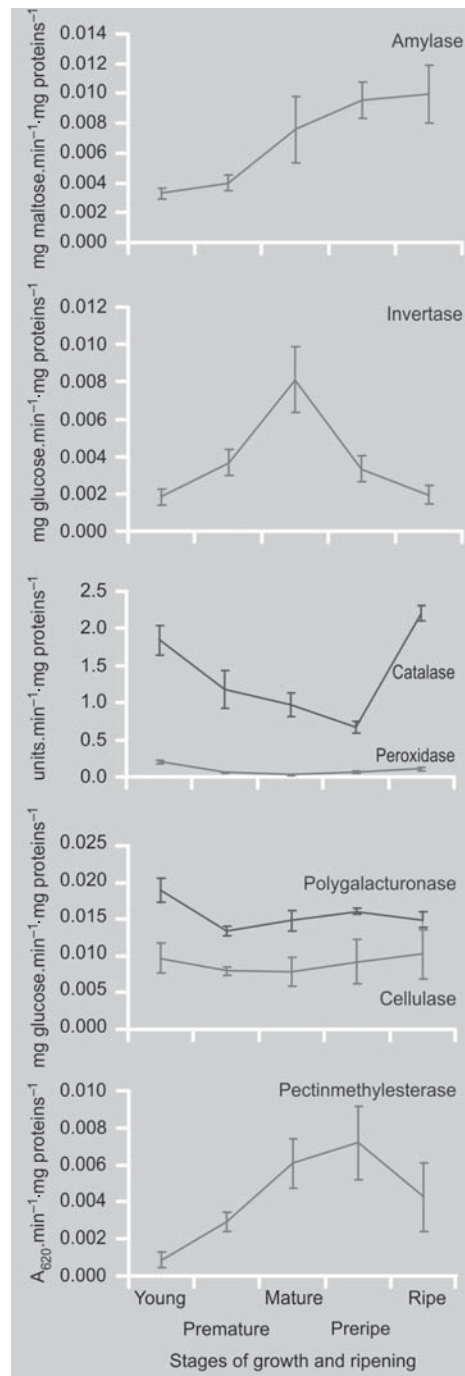 Amylase
mg maltose.min⁻¹·mg proteins⁻¹
0.014
0.012
0.010
0.008
0.006
0.004
0.002
0.000
Invertase
mg glucose.min⁻¹·mg proteins⁻¹
0.012
0.010
0.008
0.006
0.004
0.002
0.000
units.min⁻¹·mg proteins⁻¹
2.5
2.0
1.5
1.0
0.5
0.0
Catalase
Peroxidase
mg glucose.min⁻¹·mg proteins⁻¹
0.025
0.020
0.015
0.010
0.005
0.000
Polygalacturonase
Cellulase
Pectinmethylesterase
A₆₂₀.min⁻¹·mg proteins⁻¹
0.010
0.008
0.006
0.004
0.002
0.000
Young Mature Ripe
Premature Preripe
Stages of growth and ripening